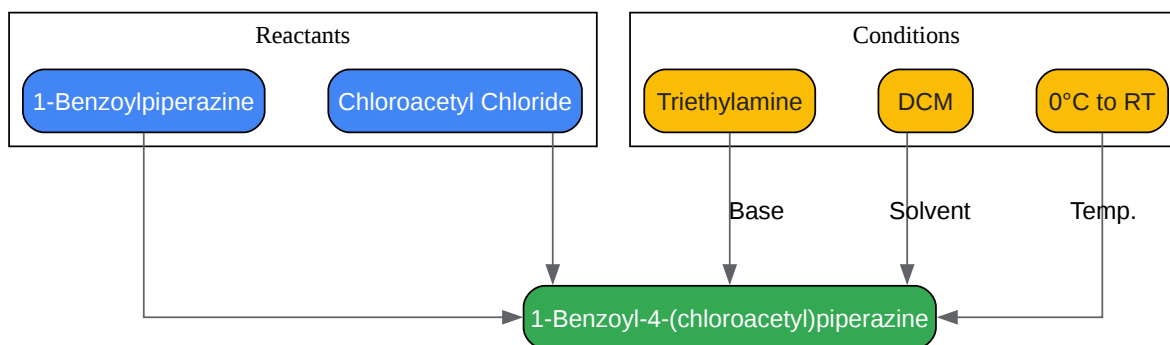 Reactants
Conditions
1-Benzoylpiperazine
Chloroacetyl Chloride
Triethylamine
DCM
0°C to RT
Base
Solvent
Temp.
1-Benzoyl-4-(chloroacetyl)piperazine